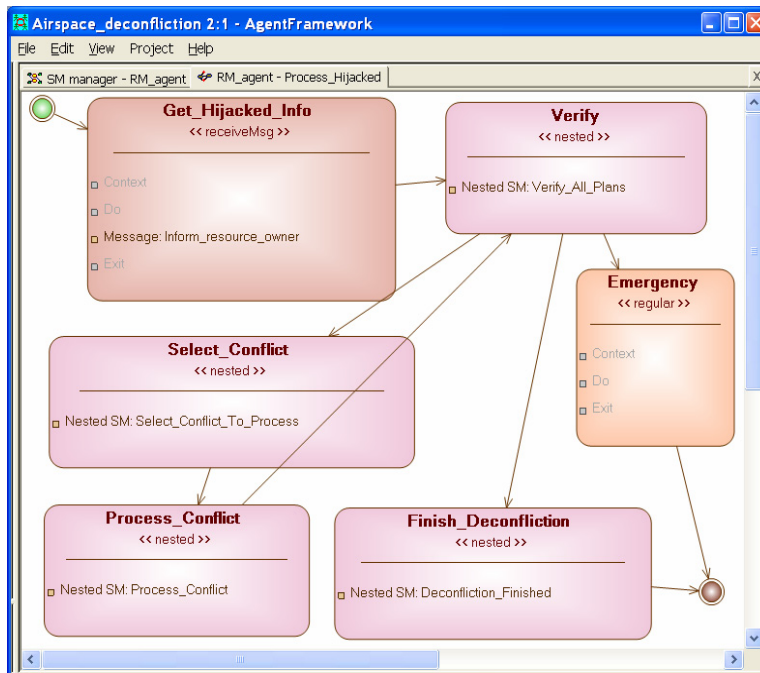 Airspace_deconfliction 2:1 - AgentFramework
File Edit View Project Help
SM manager - RM_agent RM_agent - Process_Hijacked X
Get_Hijacked_Info
<< receiveMsg >>
Context
Do
Message: Inform_resource_owner
Exit
Verify
<< nested >>
Nested SM: Verify_All_Plans
Emergency
<< regular >>
Context
Do
Exit
Select_Conflict
<< nested >>
Nested SM: Select_Conflict_To_Process
Process_Conflict
<< nested >>
Nested SM: Process_Conflict
Finish_Deconfliction
<< nested >>
Nested SM: Deconfliction_Finished